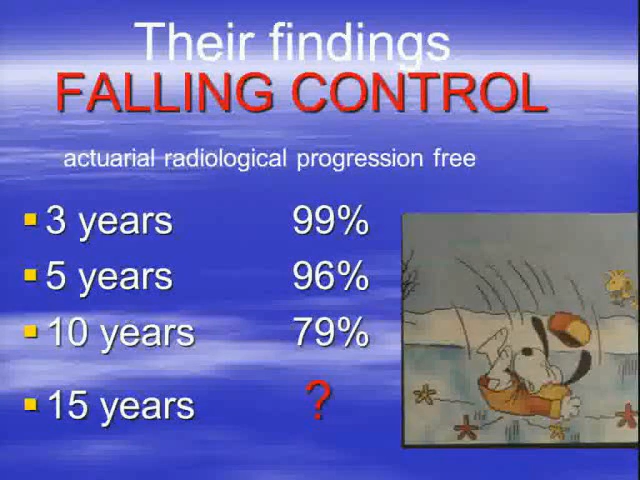 Their findings
FALLING CONTROL
actuarial radiological progression free
3 years 99%
5 years 96%
10 years 79%
15 years ?